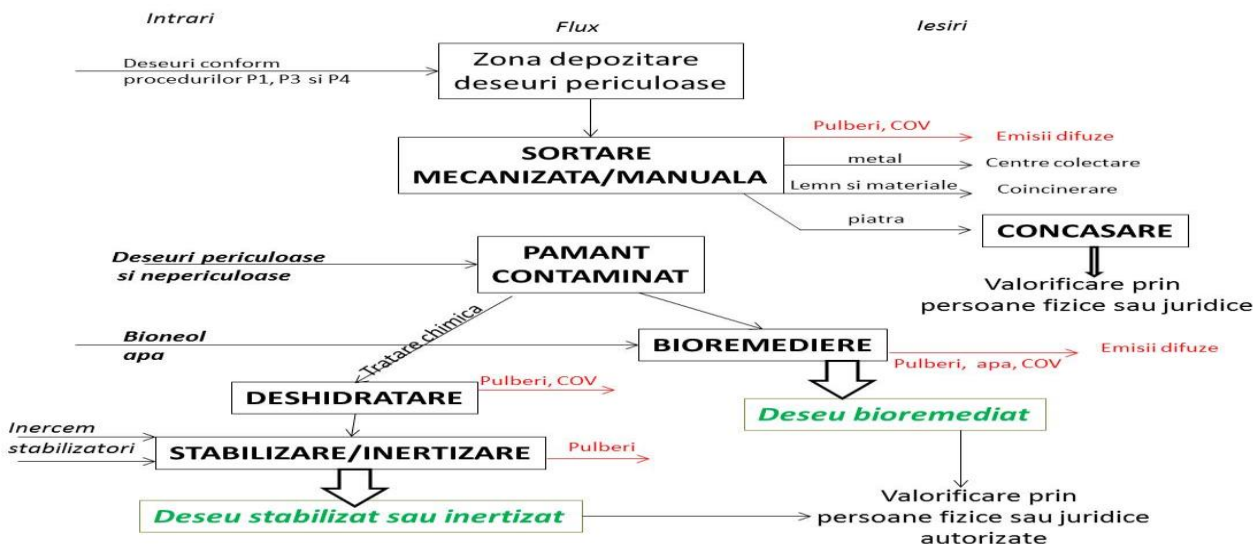 Intrari
Flux
Iesiri
Deseuri conform
procedurilor P1, P3 si P4
Zona depozitare
deseuri periculoase
Pulberi, COV
Emisii difuze
SORTARE
MECANIZATA/MANUALA
metal
Centre colectare
Lemn si materiale
Coincinerare
piatra
CONCASARE
Deseuri periculoase
si nepericuloase
PAMANT
CONTAMINAT
Valorificare prin
persoane fizice sau juridice
Bioneol
apa
Tratare chimica
BIOREMEDIERE
Emisii difuze
Pulberi, apa, COV
DESHIDRATARE
Pulberi, COV
Deseu bioremediat
Inercem
stabilizatori
STABILIZARE/INERTIZARE
Pulberi
Deseu stabilizat sau inertizat
Valorificare prin
persoane fizice sau juridice
autorizate